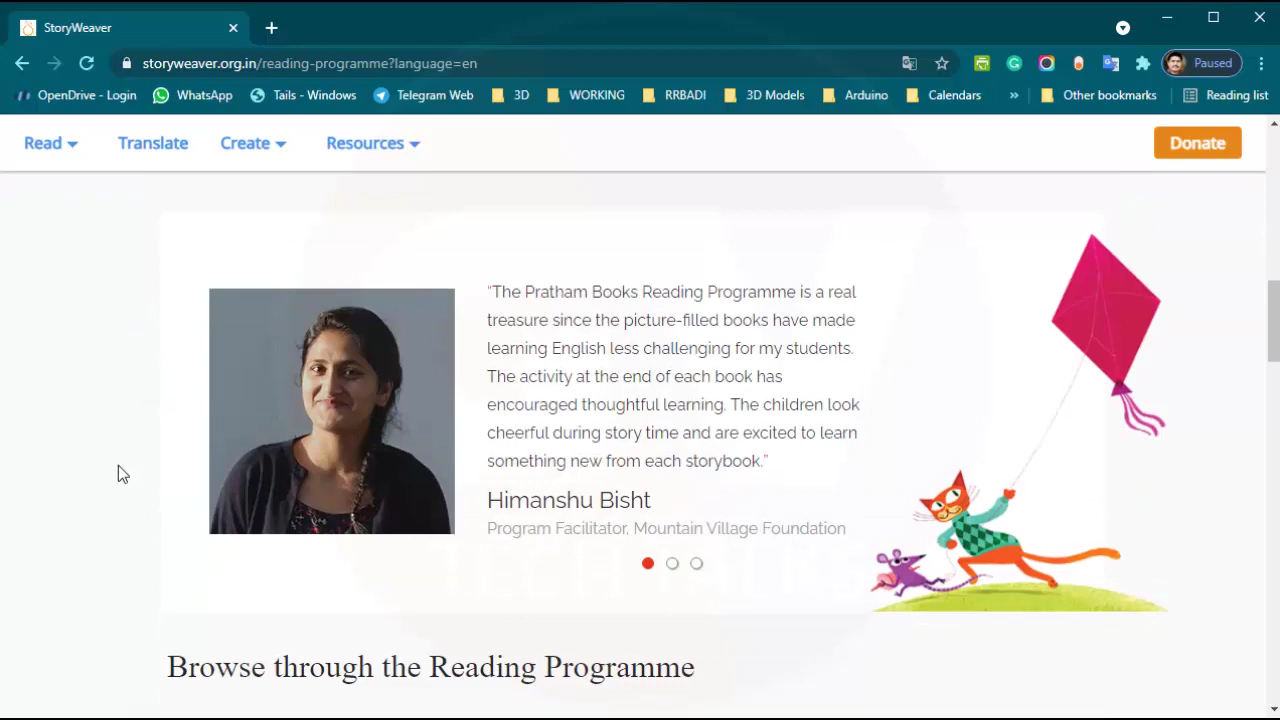 StoryWeaver
storyweaver.org.in/reading-programme?language=en
Paused
OpenDrive - Login
WhatsApp
Tails - Windows
Telegram Web
3D
WORKING
RRBADI
3D Models
Arduino
Calendars
»
Other bookmarks
Reading list
Read
Translate
Create
Resources
Donate
“The Pratham Books Reading Programme is a real
treasure since the picture-filled books have made
learning English less challenging for my students.
The activity at the end of each book has
encouraged thoughtful learning. The children look
cheerful during story time and are excited to learn
something new from each storybook.”
Himanshu Bisht
Program Facilitator, Mountain Village Foundation
Browse through the Reading Programme